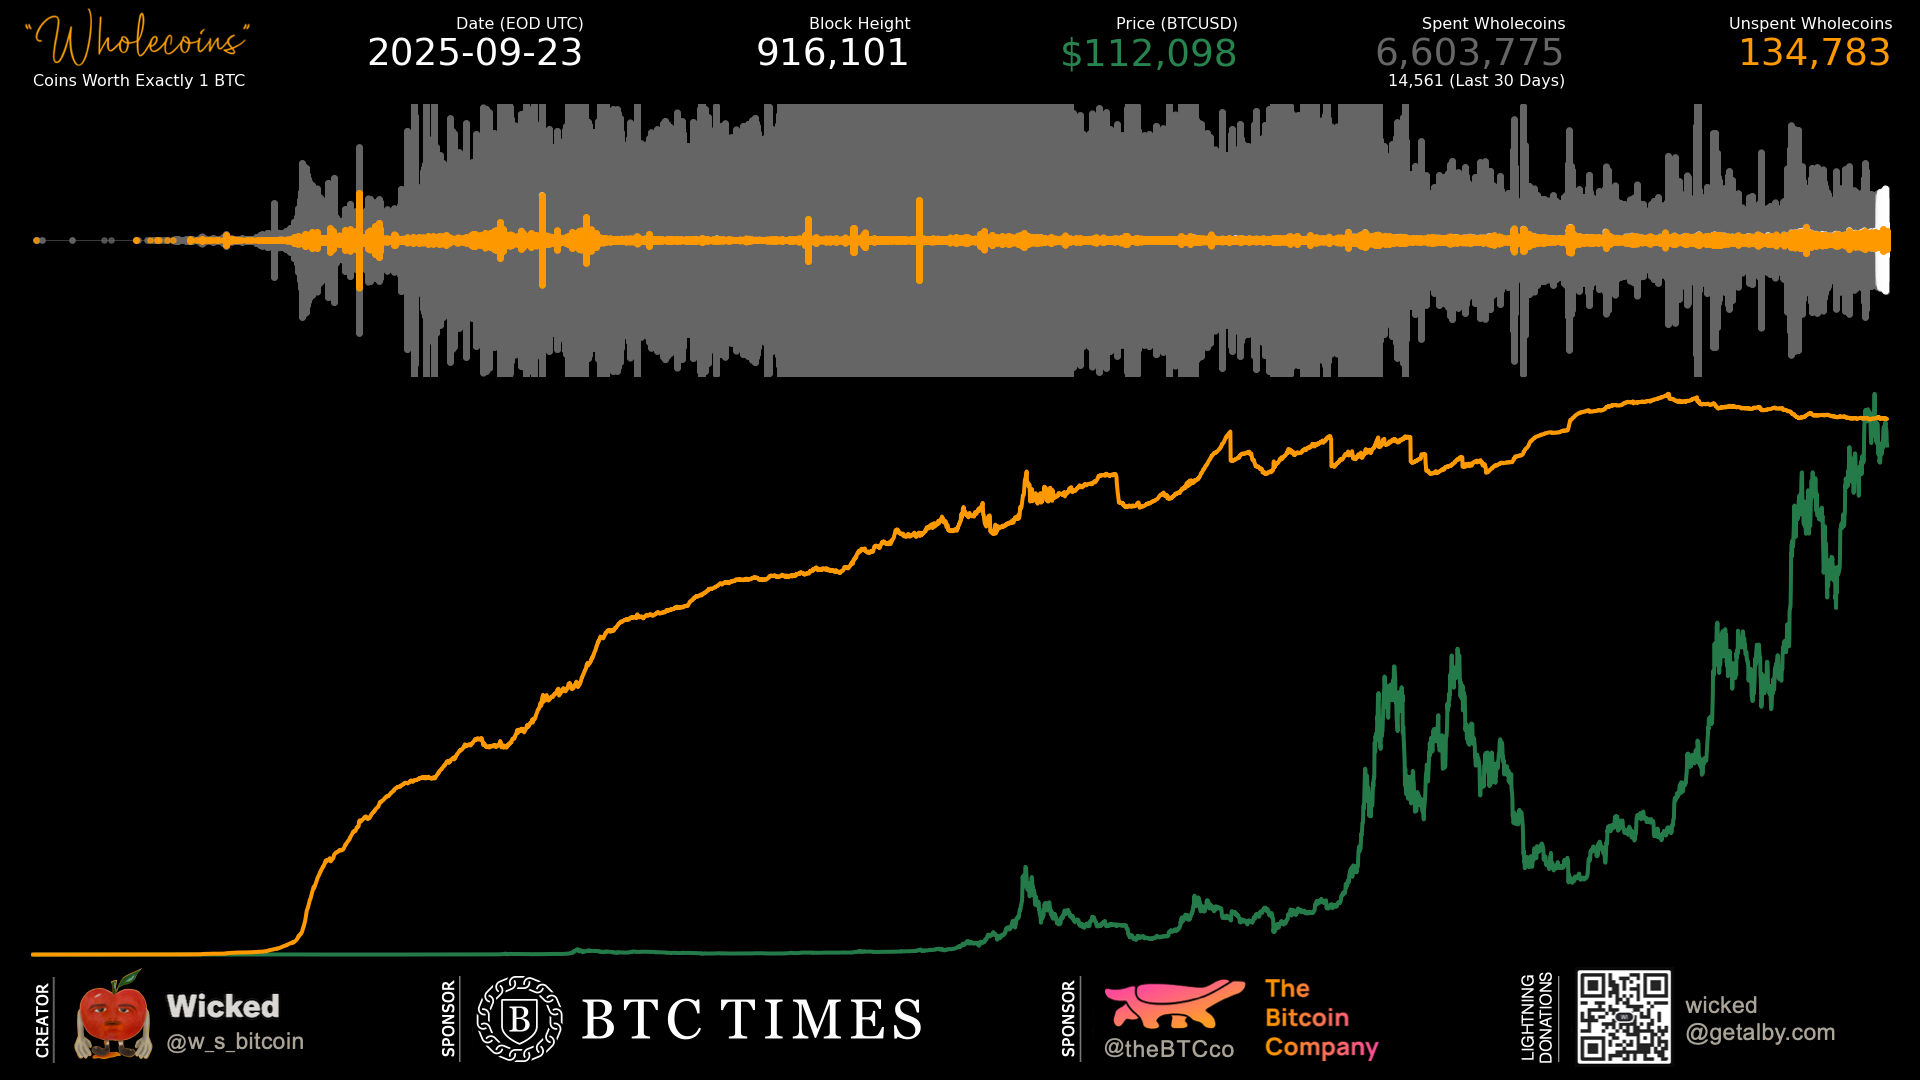 "Wholecoins"
Coins Worth Exactly 1 BTC
Date (EOD UTC)
2025-09-23
Block Height
916,101
Price (BTCUSD)
$112,098
Spent Wholecoins
6,603,775
14,561 (Last 30 Days)
Unspent Wholecoins
134,783
CREATOR
Wicked
@w_s_bitcoin
SPONSOR
B
BTC TIMES
SPONSOR
@theBTCco
The
Bitcoin
Company
LIGHTNING
DONATIONS
wicked
@getalby.com